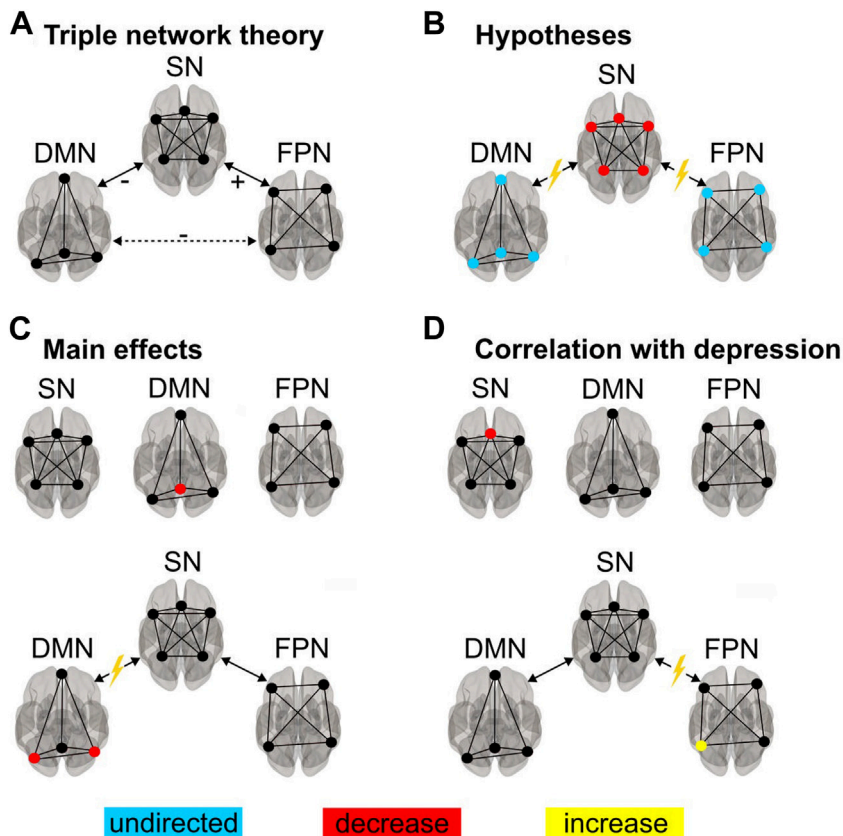 A Triple network theory
SN
DMN
FPN
-
+
-
B Hypotheses
SN
DMN
FPN
C Main effects
SN
DMN
FPN
SN
DMN
FPN
D Correlation with depression
SN
DMN
FPN
SN
DMN
FPN
undirected
decrease
increase